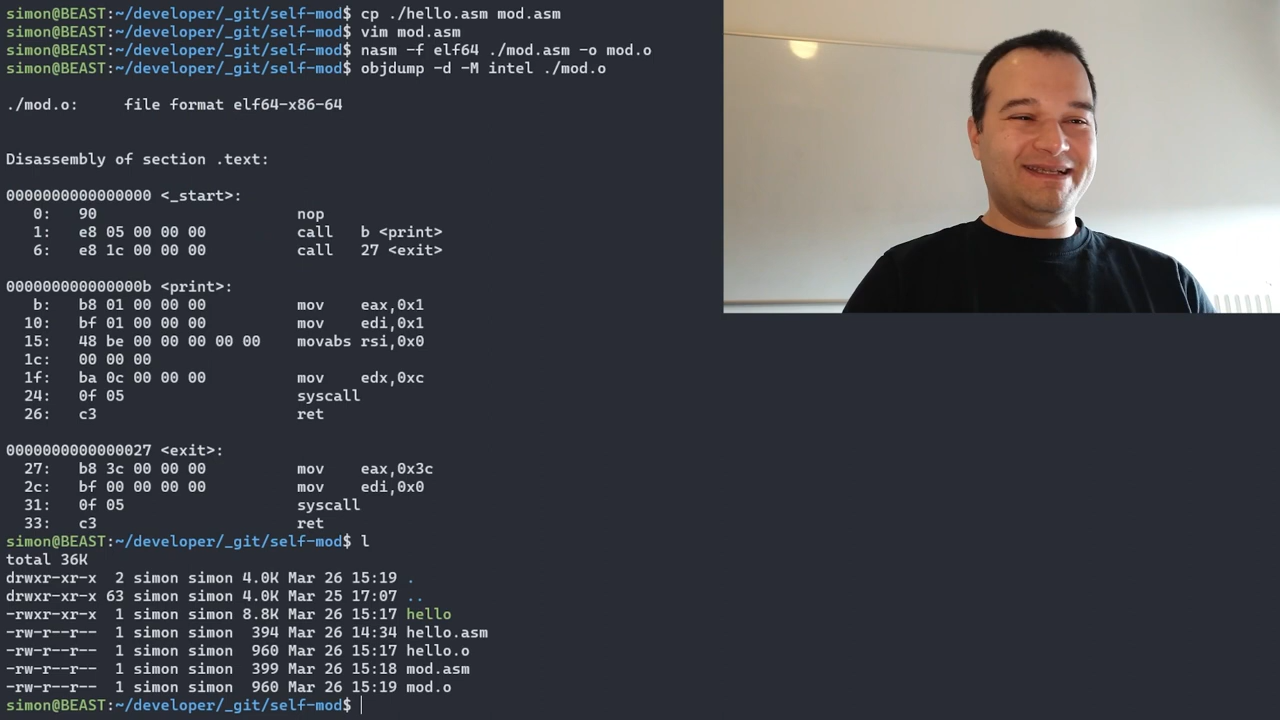 simon@BEAST:~/developer/_git/self-mod$ cp ./hello.asm mod.asm
simon@BEAST:~/developer/_git/self-mod$ vim mod.asm
simon@BEAST:~/developer/_git/self-mod$ nasm -f elf64 ./mod.asm -o mod.o
simon@BEAST:~/developer/_git/self-mod$ objdump -d -M intel ./mod.o
./mod.o:     file format elf64-x86-64
Disassembly of section .text:
0000000000000000 <_start>:
   0:   90                      nop
   1:   e8 05 00 00 00          call   b <print>
   6:   e8 1c 00 00 00          call   27 <exit>
000000000000000b <print>:
   b:   b8 01 00 00 00          mov    eax,0x1
  10:   bf 01 00 00 00          mov    edi,0x1
  15:   48 be 00 00 00 00 00    movabs rsi,0x0
  1c:   00 00 00
  1f:   ba 0c 00 00 00          mov    edx,0xc
  24:   0f 05                   syscall
  26:   c3                      ret
0000000000000027 <exit>:
  27:   b8 3c 00 00 00          mov    eax,0x3c
  2c:   bf 00 00 00 00          mov    edi,0x0
  31:   0f 05                   syscall
  33:   c3                      ret
simon@BEAST:~/developer/_git/self-mod$ l
total 36K
drwxr-xr-x  2 simon simon 4.0K Mar 26 15:19 .
drwxr-xr-x 63 simon simon 4.0K Mar 25 17:07 ..
-rwxr-xr-x  1 simon simon 8.8K Mar 26 15:17 hello
-rw-r--r--  1 simon simon  394 Mar 26 14:34 hello.asm
-rw-r--r--  1 simon simon  960 Mar 26 15:17 hello.o
-rw-r--r--  1 simon simon  399 Mar 26 15:18 mod.asm
-rw-r--r--  1 simon simon  960 Mar 26 15:19 mod.o
simon@BEAST:~/developer/_git/self-mod$